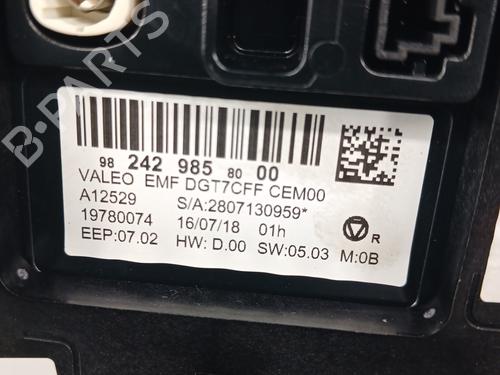 B-PARTS
98 242 985 80 00
VALEO EMF DGT7CFF CEM00
A12529 S/A:2807130959*
19780074 16/07/18 01h
R
EEP:07.02 HW: D.00 SW:05.03 M:0B